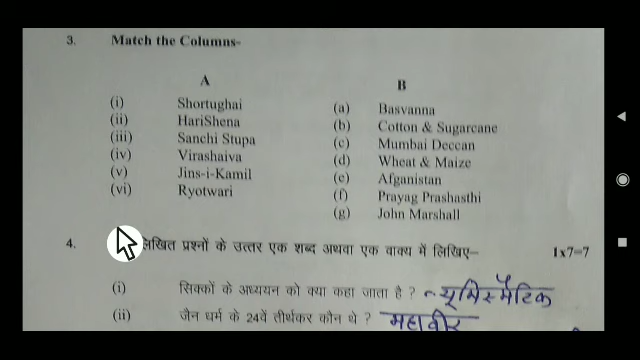 3. Match the Columns-
A B
(i) Shortughai (a) Basvanna
(ii) HariShena (b) Cotton & Sugarcane
(iii) Sanchi Stupa (c) Mumbai Deccan
(iv) Virashaiva (d) Wheat & Maize
(v) Jins-i-Kamil (e) Afganistan
(vi) Ryotwari (f) Prayag Prashasthi
(g) John Marshall
4. लिखित प्रश्नों के उत्तर एक शब्द अथवा एक वाक्य में लिखिए– 1x7=7
(i) सिक्कों के अध्ययन को क्या कहा जाता है ? न्यूमिस्मैटिक
(ii) जैन धर्म के 24वें तीर्थकर कौन थे ? महावीर